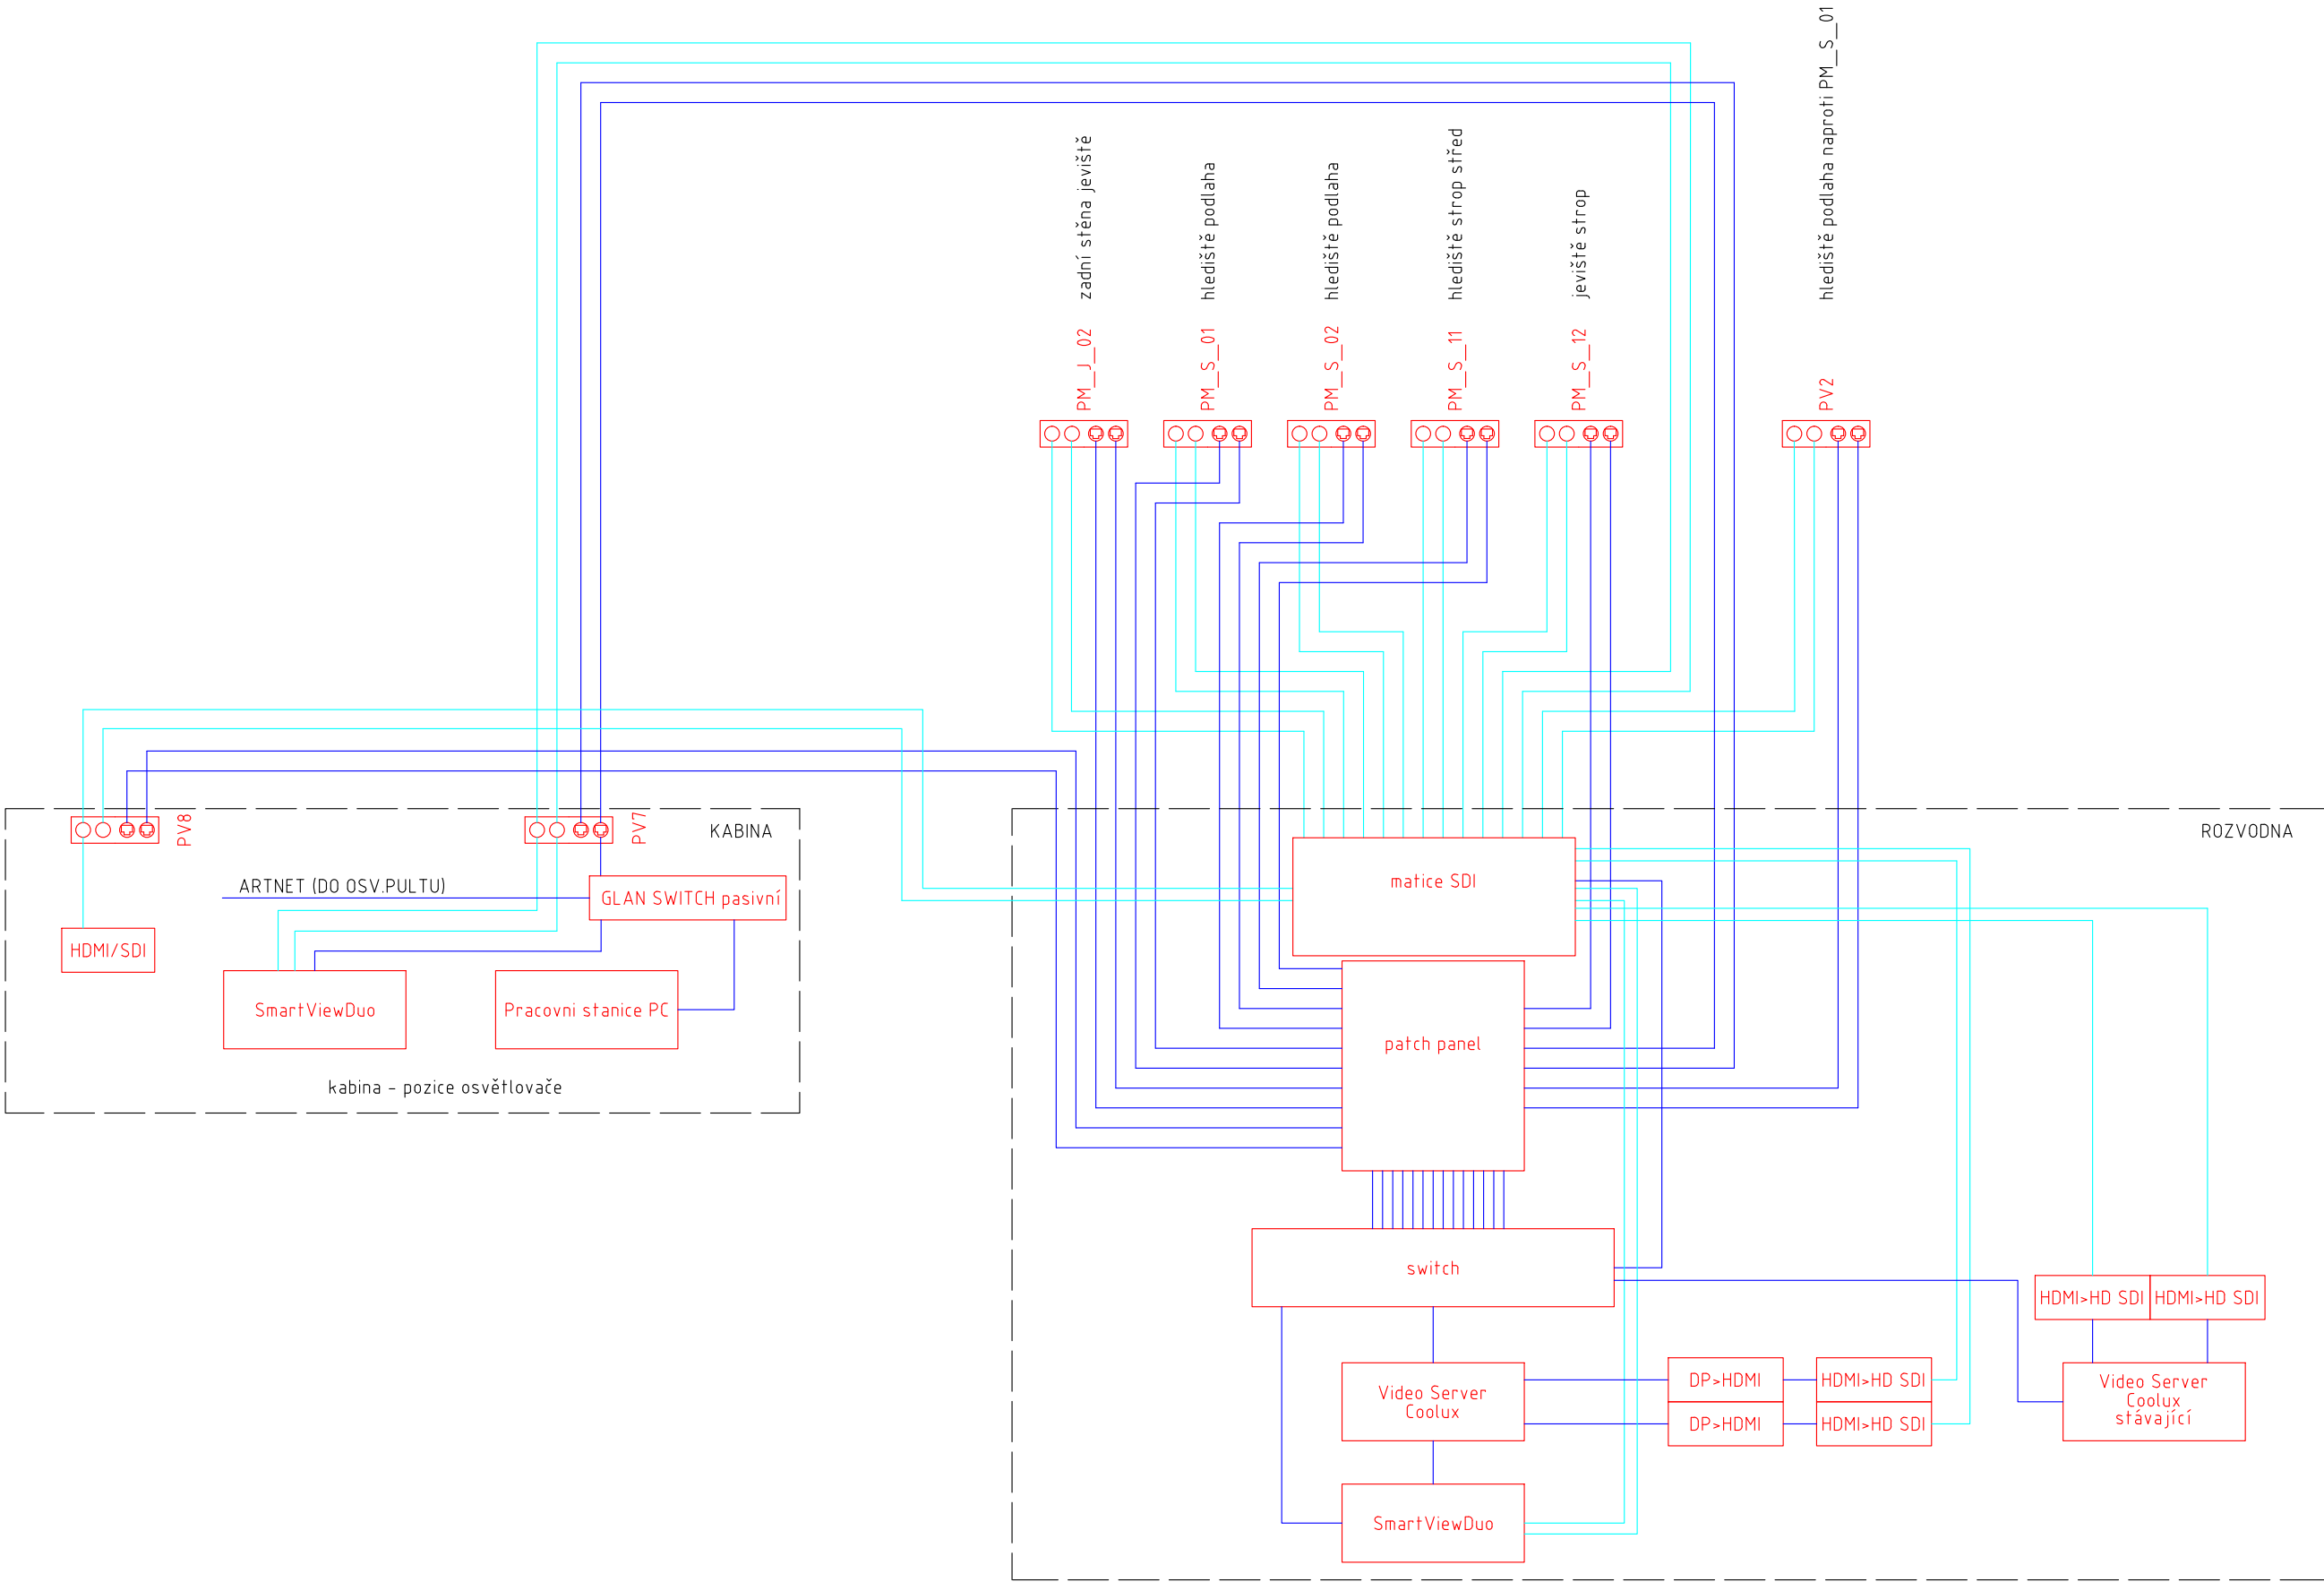 zadní stěna jeviště
hlediště podlaha
hlediště podlaha
hlediště strop střed
jeviště strop
hlediště podlaha naproti PM_S_01
PM_J_02
PM_S_01
PM_S_02
PM_S_11
PM_S_12
PV2
PV8
PV7
KABINA
ARTNET (DO OSV.PULTU)
GLAN SWITCH pasivní
HDMI/SDI
SmartViewDuo
Pracovni stanice PC
kabina - pozice osvětlovače
ROZVODNA
matice SDI
patch panel
switch
HDMI>HD SDI
HDMI>HD SDI
Video Server
Coolux
DP>HDMI
HDMI>HD SDI
DP>HDMI
HDMI>HD SDI
Video Server
Coolux
stávající
SmartViewDuo